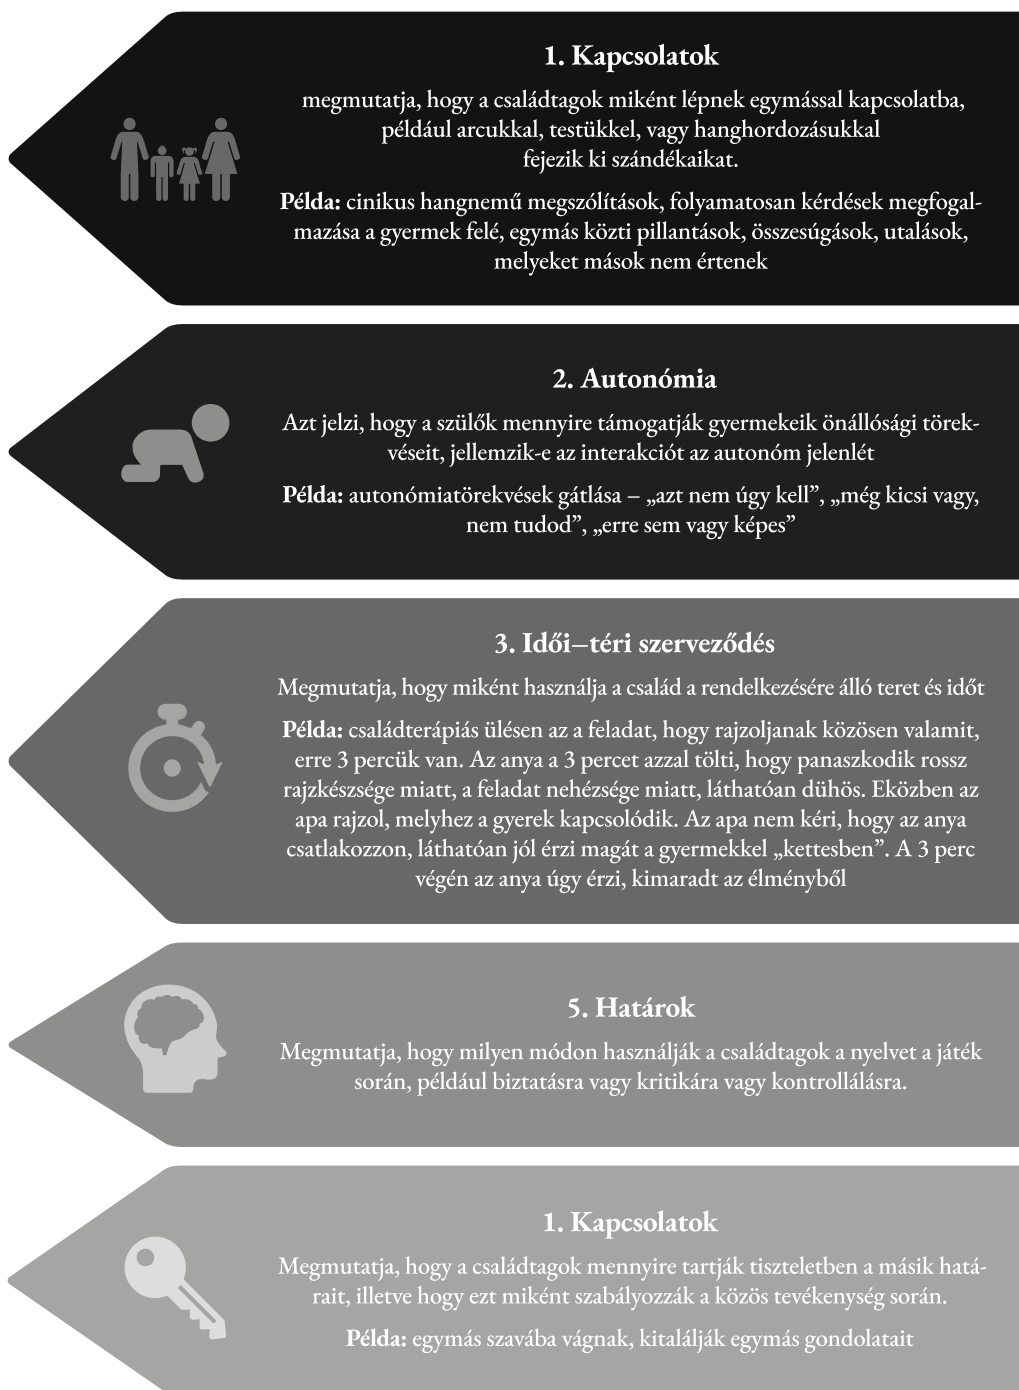 1. Kapcsolatok
megmutatja, hogy a családtagok miként lépnek egymással kapcsolatba,
például arcukkal, testükkel, vagy hanghordozásukkal
fejezik ki szándékaikat.
Példa: cinikus hangnemű megszólítások, folyamatosan kérdések megfogal-
mazása a gyermek felé, egymás közti pillantások, összesúgások, utalások,
melyeket mások nem értenek
2. Autonómia
Azt jelzi, hogy a szülők mennyire támogatják gyermekeik önállósági törek-
véseit, jellemzik-e az interakciót az autonóm jelenlét
Példa: autonómiatörekvések gátlása – „azt nem úgy kell”, „még kicsi vagy,
nem tudod”, „erre sem vagy képes”
3. Idői–téri szerveződés
Megmutatja, hogy miként használja a család a rendelkezésére álló teret és időt
Példa: családterápiás ülésen az a feladat, hogy rajzoljanak közösen valamit,
erre 3 percük van. Az anya a 3 percet azzal tölti, hogy panaszkodik rossz
rajzkészsége miatt, a feladat nehézsége miatt, láthatóan dühös. Eközben az
apa rajzol, melyhez a gyerek kapcsolódik. Az apa nem kéri, hogy az anya
csatlakozzon, láthatóan jól érzi magát a gyermekkel „kettesben”. A 3 perc
végén az anya úgy érzi, kimaradt az élményből
5. Határok
Megmutatja, hogy milyen módon használják a családtagok a nyelvet a játék
során, például biztatásra vagy kritikára vagy kontrollálásra.
1. Kapcsolatok
Megmutatja, hogy a családtagok mennyire tartják tiszteletben a másik hatá-
rait, illetve hogy ezt miként szabályozzák a közös tevékenység során.
Példa: egymás szavába vágnak, kitalálják egymás gondolatait